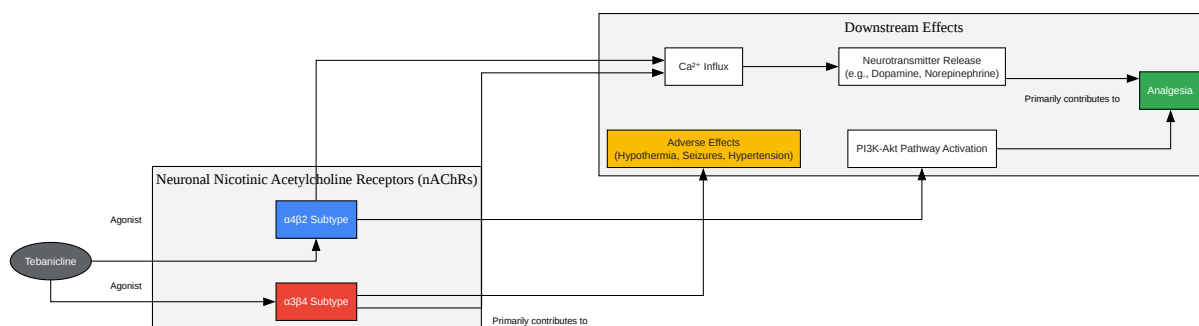 Downstream Effects
Ca²⁺ Influx
Neurotransmitter Release
(e.g., Dopamine, Norepinephrine)
Primarily contributes to
Analgesia
Adverse Effects
(Hypothermia, Seizures, Hypertension)
PI3K-Akt Pathway Activation
Neuronal Nicotinic Acetylcholine Receptors (nAChRs)
Agonist
α4β2 Subtype
Tebanicline
Agonist
α3β4 Subtype
Primarily contributes to